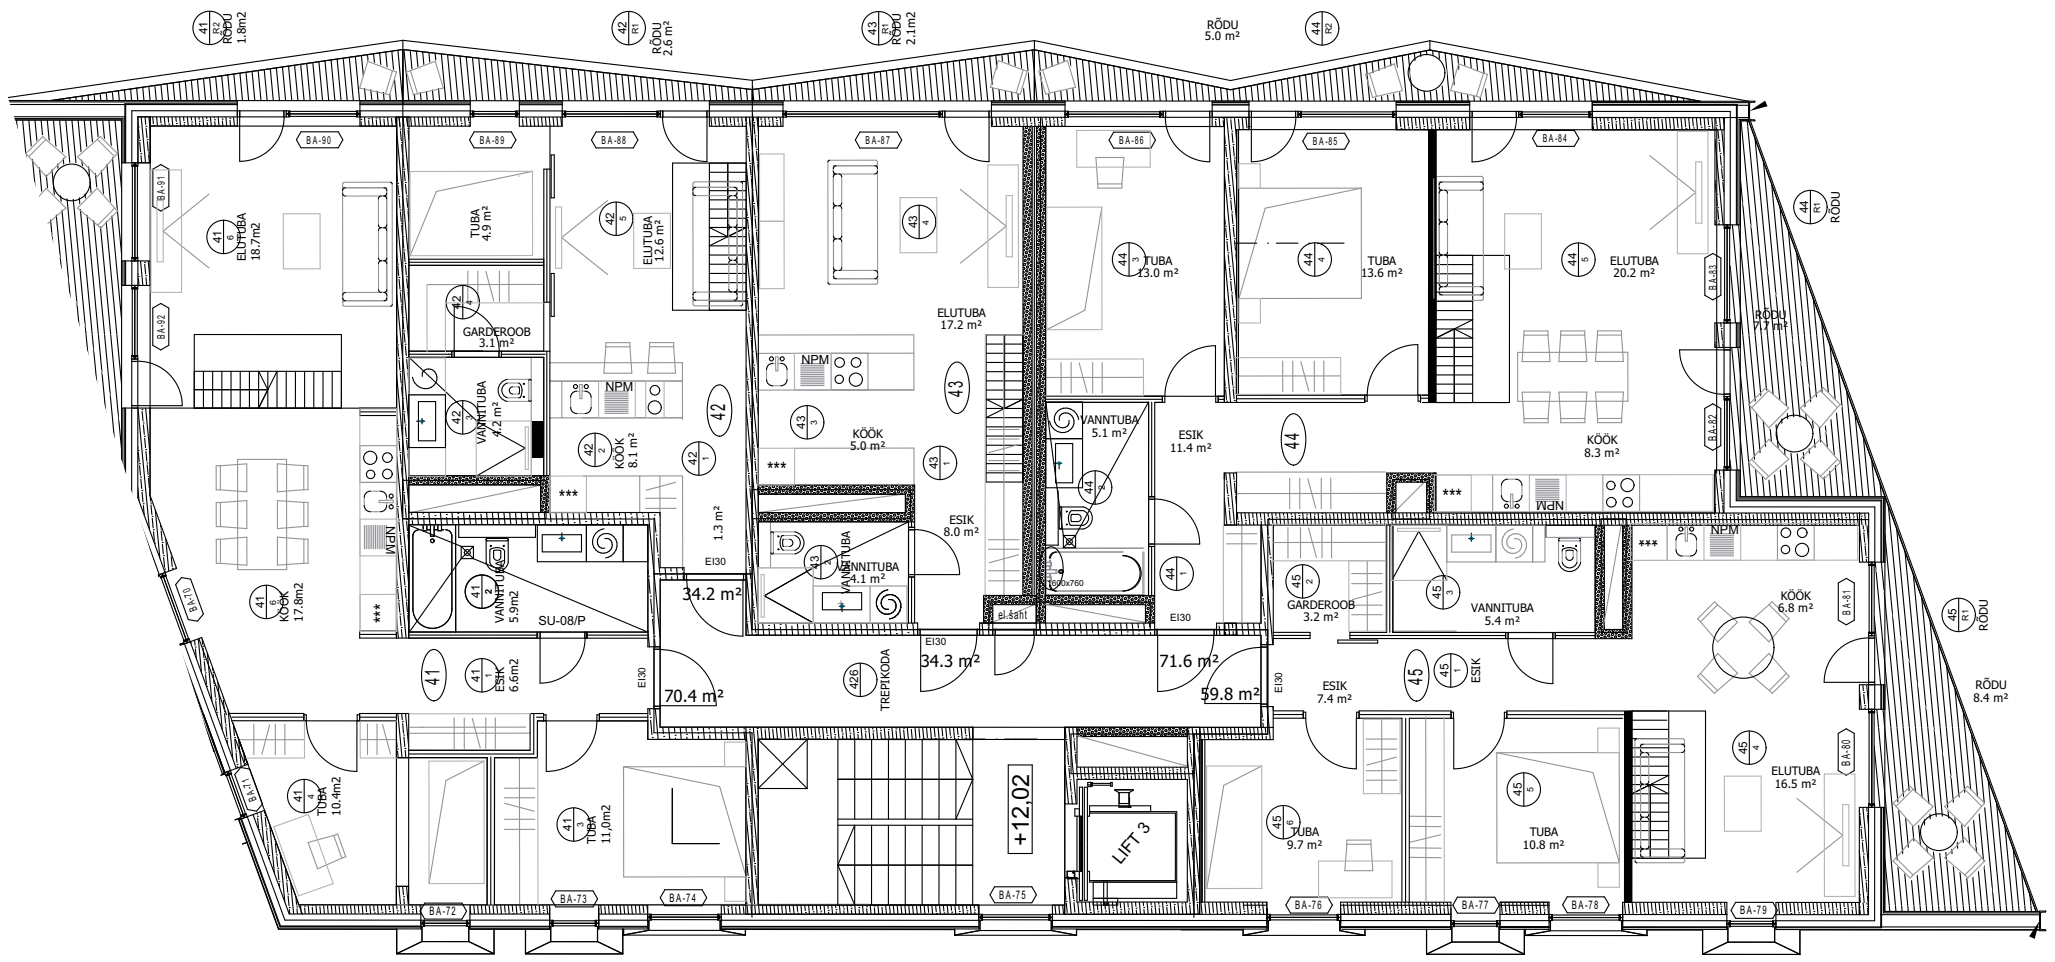 41
R2
RÕDU
1.8m2
42
R1
RÕDU
2.6 m²
43
R1
RÕDU
2.1m2
RÕDU
5.0 m²
44
R2
BA-90
BA-89
BA-88
BA-87
BA-86
BA-85
BA-84
BA-91
41
6
ELUTUBA
18.7m2
BA-92
TUBA
4.9 m²
42
5
ELUTUBA
12.6 m²
43
4
ELUTUBA
17.2 m²
44
3
TUBA
13.0 m²
44
4
TUBA
13.6 m²
44
5
ELUTUBA
20.2 m²
BA-83
44
R1
RÕDU
RÕDU
7.7 m²
42
4
GARDEROOB
3.1 m²
42
3
VANNITUBA
4.2 m²
NPM
42
42
2
KÖÖK
8.1 m²
42
1
***
1.3 m²
EI30
34.2 m²
NPM
43
43
3
KÖÖK
5.0 m²
43
1
***
ESIK
8.0 m²
43
2
VANNITUBA
VANNITUBA
4.1 m²
VANNITUBA
5.1 m²
44
2
ESIK
11.4 m²
44
KÖÖK
8.3 m²
BA-82
***
NPM
1600x760
44
1
EI30
el.šaht
NPM
BA-70
41
6
KÖÖK
17.8m2
***
41
2
VANNITUBA
5.9m2
SU-08/P
41
41
1
ESIK
6.6m2
EI30
70.4 m²
426
TREPIKODA
EI30
34.3 m²
71.6 m²
59.8 m²
EI30
45
2
GARDEROOB
3.2 m²
45
3
VANNITUBA
5.4 m²
***
NPM
KÖÖK
6.8 m²
BA-81
45
R1
RÕDU
RÕDU
8.4 m²
ESIK
7.4 m²
45
45
1
ESIK
BA-71
41
4
TUBA
10.4m2
41
3
TUBA
11,0m2
+12,02
LIFT 3
45
6
TUBA
9.7 m²
45
5
TUBA
10.8 m²
45
4
ELUTUBA
16.5 m²
BA-80
BA-72
BA-73
BA-74
BA-75
BA-76
BA-77
BA-78
BA-79